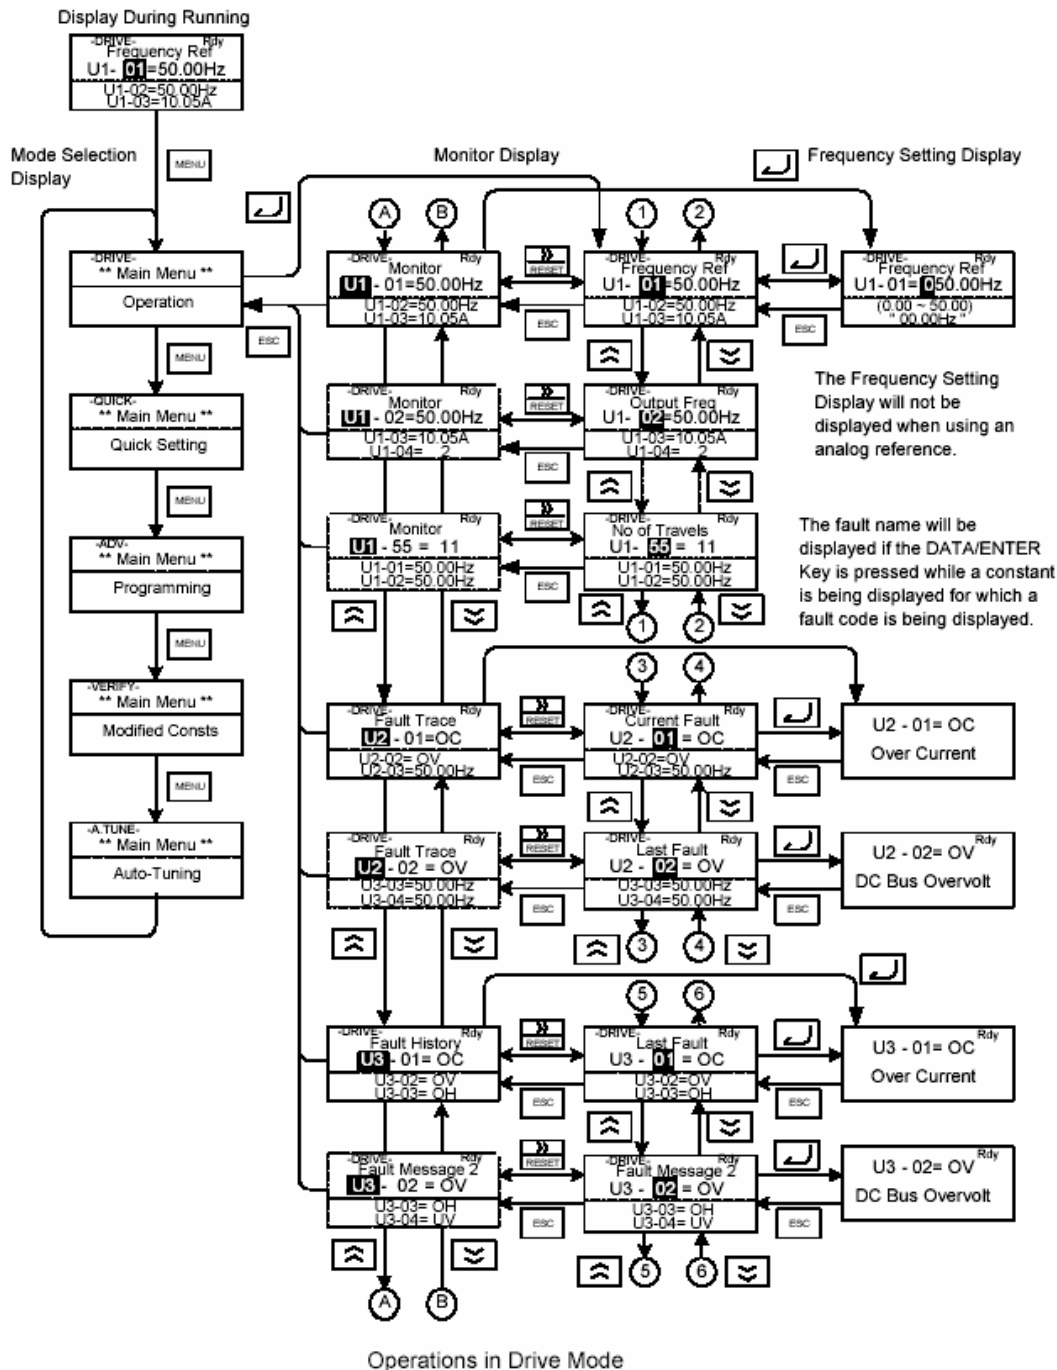 Display During Running
-DRIVE- Rdy
Frequency Ref
U1- 01=50.00Hz
U1-02=50.00Hz
U1-03=10.05A
Mode Selection
Display
MENU
Monitor Display
Frequency Setting Display
A
B
1
2
-DRIVE-
** Main Menu **
Operation
-DRIVE- Rdy
Monitor
U1 - 01=50.00Hz
U1-02=50.00Hz
U1-03=10.05A
RESET
-DRIVE- Rdy
Frequency Ref
U1- 01=50.00Hz
U1-02=50.00Hz
U1-03=10.05A
-DRIVE- Rdy
Frequency Ref
U1- 01= 050.00Hz
(0.00 ~ 50.00)
" 00.00Hz "
ESC
ESC
ESC
MENU
-QUICK-
** Main Menu **
Quick Setting
-DRIVE- Rdy
Monitor
U1 - 02=50.00Hz
U1-03=10.05A
U1-04= 2
RESET
ESC
-DRIVE- Rdy
Output Freq
U1- 02=50.00Hz
U1-03=10.05A
U1-04= 2
The Frequency Setting
Display will not be
displayed when using an
analog reference.
MENU
-ADV-
** Main Menu **
Programming
-DRIVE- Rdy
Monitor
U1 - 55 = 11
U1-01=50.00Hz
U1-02=50.00Hz
RESET
ESC
-DRIVE- Rdy
No of Travels
U1- 55 = 11
U1-01=50.00Hz
U1-02=50.00Hz
The fault name will be
displayed if the DATA/ENTER
Key is pressed while a constant
is being displayed for which a
fault code is being displayed.
1
2
MENU
3
4
-VERIFY-
** Main Menu **
Modified Consts
-DRIVE- Rdy
Fault Trace
U2 - 01=OC
U2-02= OV
U2-03=50.00Hz
RESET
ESC
-DRIVE- Rdy
Current Fault
U2 - 01 = OC
U2-02= OV
U2-03=50.00Hz
ESC
U2 - 01= OC
Over Current
MENU
-A.TUNE-
** Main Menu **
Auto-Tuning
-DRIVE- Rdy
Fault Trace
U2 - 02 = OV
U3-03=50.00Hz
U3-04=50.00Hz
RESET
ESC
-DRIVE- Rdy
Last Fault
U2 - 02 = OV
U3-03=50.00Hz
U3-04=50.00Hz
ESC
U2 - 02= OV
DC Bus Overvolt
3
4
5
6
-DRIVE- Rdy
Fault History
U3 - 01= OC
U3-02= OV
U3-03= OH
RESET
ESC
-DRIVE- Rdy
Last Fault
U3 - 01 = OC
U3-02=OV
U3-03=OH
ESC
Rdy
U3 - 01= OC
Over Current
-DRIVE- Rdy
Fault Message 2
U3 - 02 = OV
U3-03= OH
U3-04= UV
RESET
ESC
-DRIVE- Rdy
Fault Message 2
U3 - 02 = OV
U3-03= OH
U3-04= UV
ESC
Rdy
U3 - 02= OV
DC Bus Overvolt
5
6
A
B
Operations in Drive Mode